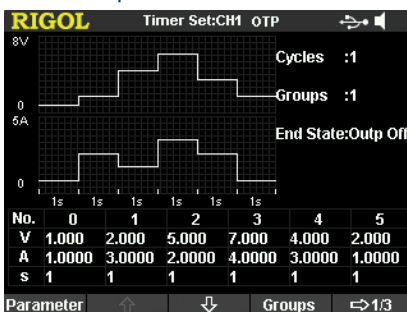 RIGOL Timer Set:CH1 OTP
8V
Cycles :1
Groups :1
0
5A
End State:Outp Off
0
1s 1s 1s 1s 1s
No. 0 1 2 3 4 5
V 1.000 2.000 5.000 7.000 4.000 2.000
A 1.0000 3.0000 2.0000 4.0000 3.0000 1.0000
s 1 1 1 1 1 1
Parameter Groups 1/3